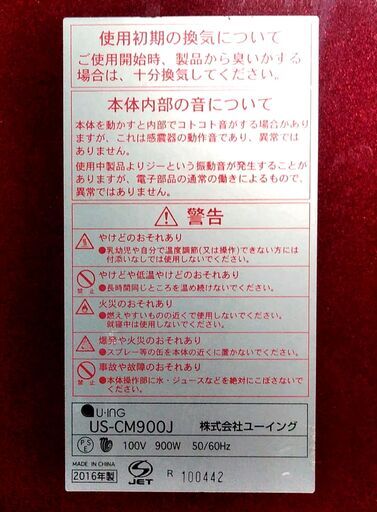 使用初期の換気について
ご使用開始時、製品から臭いがする
場合は、十分換気してください。
本体内部の音について
本体を動かすと内部でコトコト音がする場合があり
ますが、これは感震器の動作音であり、異常では
ありません。
使用中製品よりジーという振動音が発生することが
ありますが、電子部品の通常の働きによるもので、
異常ではありません。
警告
やけどのおそれあり
●乳幼児や自分で温度調節(又は操作)できない方には
付添いなしでは使用しないでください。
禁止
やけどや低温やけどのおそれあり
●長時間同じところを温め続けないでください。
火災のおそれあり
●燃えやすいものの近くで使用しないでください。
就寝中は使用しないでください。
爆発や火災のおそれあり
●スプレー等の缶を本体の近くに置かないでください。
禁止
事故や故障のおそれあり
●本体操作部に水・ジュースなどを絶対にこぼさないで
ください。
U·ING
US-CM900J 株式会社ユーイング
PSE 100V 900W 50/60Hz
MADE IN CHINA
2016年製 S JET R 100442